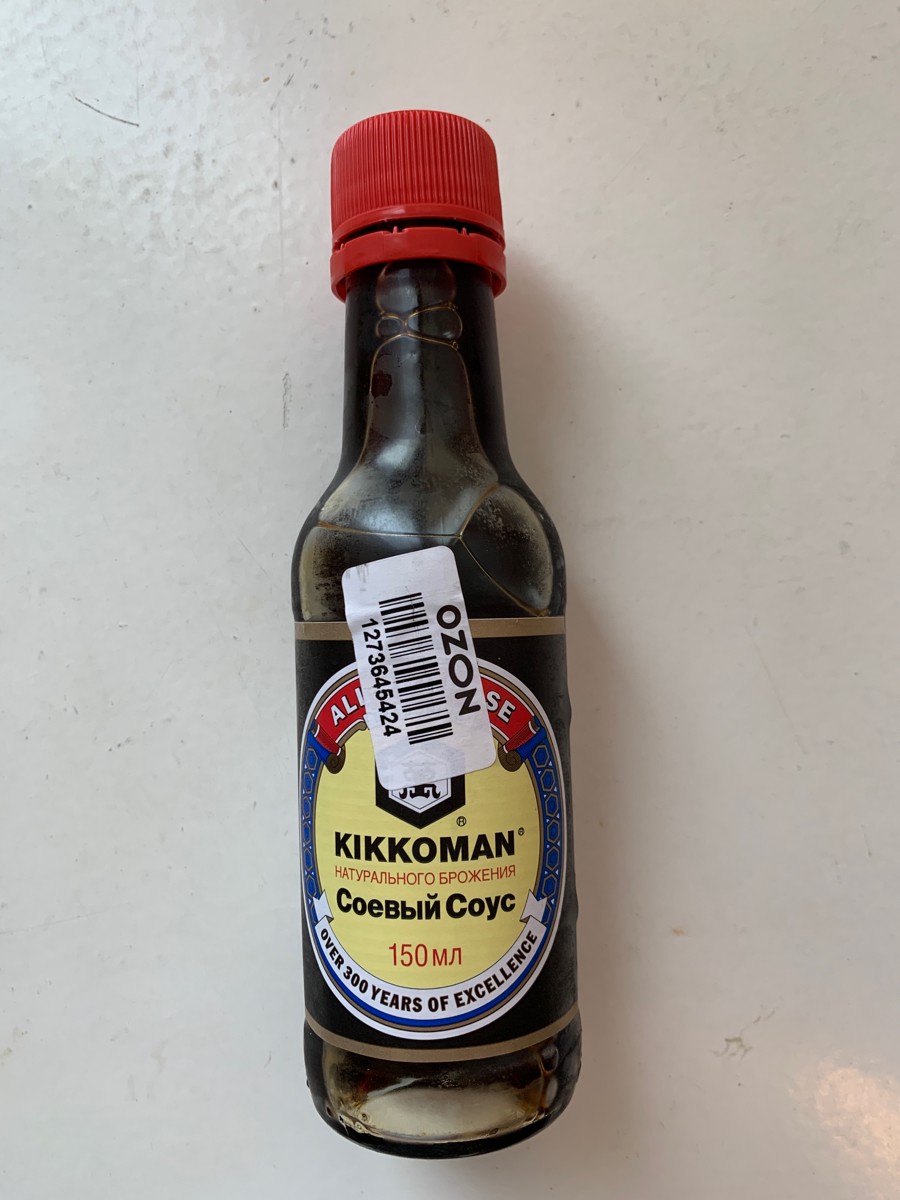 OZON
1273645424
KIKKOMAN®
НАТУРАЛЬНОГО БРОЖЕНИЯ
Соевый Соус
150 мл
OVER 300 YEARS OF EXCELLENCE